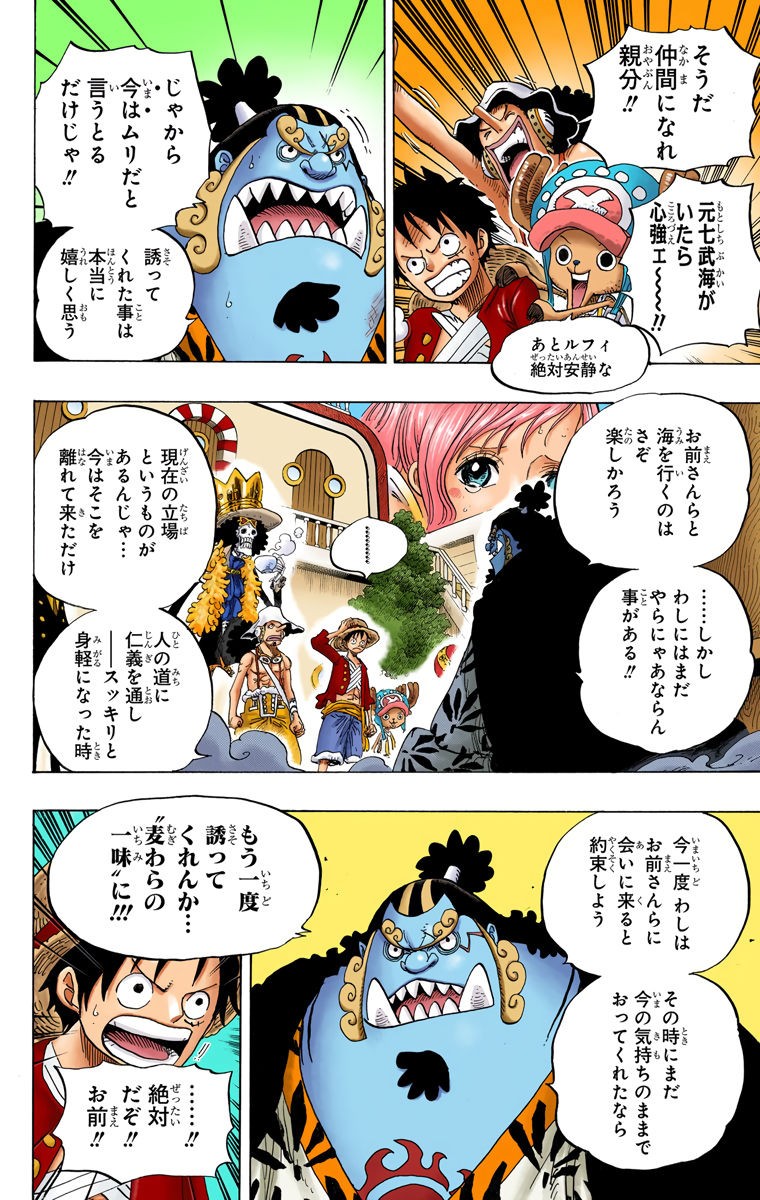 そうだ
仲間になれ
親分!!
元七武海が
いたら
心強エ～～～!!
あとルフィ
絶対安静な
じゃから
今はムリだと
言うとる
だけじゃ!!
誘って
くれた事は
本当に
嬉しく思う
お前さんらと
海を行くのは
さぞ
楽しかろう
……しかし
わしにはまだ
やらにゃあならん
事がある!!
…………
現在の立場
というものが
あるんじゃ…
今はそこを
離れて来ただけ
人の道に
仁義を通し
──スッキリと
身軽になった時
今一度 わしは
お前さんらに
会いに来ると
約束しよう
その時にまだ
今の気持ちのままで
おってくれたなら
もう一度
誘って
くれんか…
〝麦わらの
一味〟に!!!
……!!
絶対
だぞ!!
お前!!